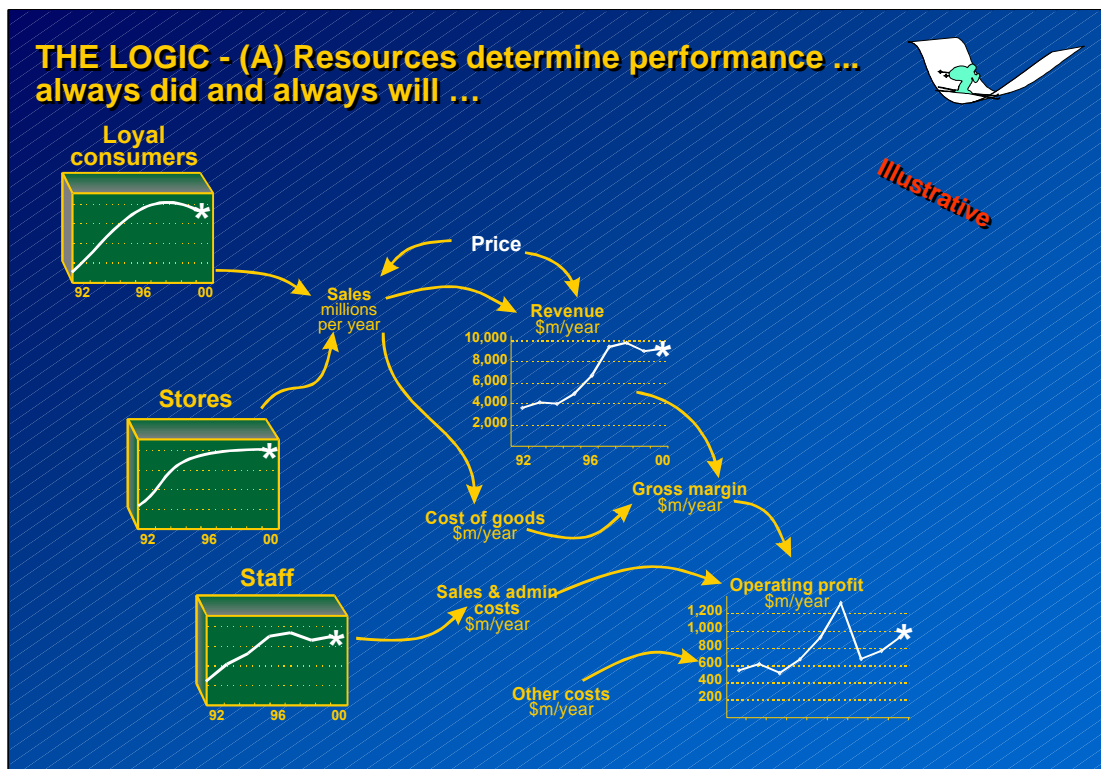 THE LOGIC - (A) Resources determine performance ...
always did and always will …
Illustrative
Loyal
consumers
92 96 00
Price
Sales
millions
per year
Revenue
$m/year
10,000
8,000
6,000
4,000
2,000
92 96 00
Stores
92 96 00
Gross margin
$m/year
Cost of goods
$m/year
Staff
92 96 00
Sales & admin
costs
$m/year
Operating profit
$m/year
1,200
1,000
800
600
400
200
Other costs
$m/year